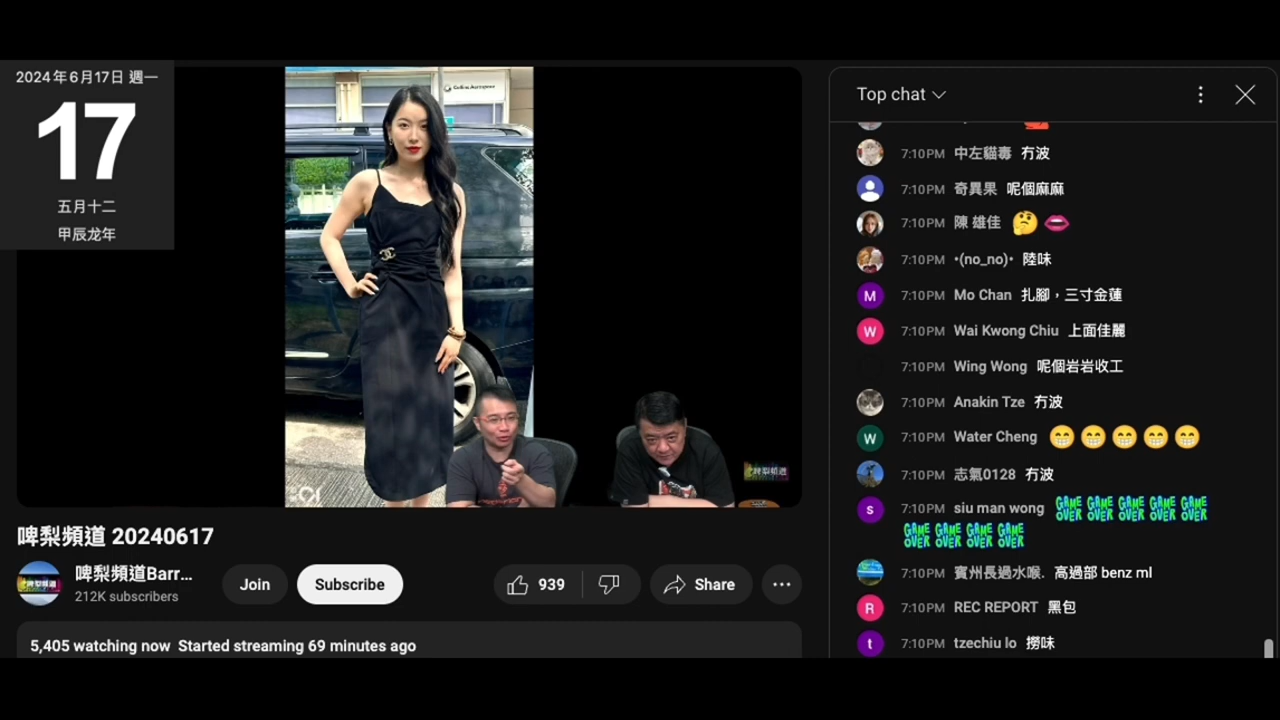 2024年6月17日 週一
17
五月十二
甲辰龙年
Collins Aerospace
啤梨頻道
:01
啤梨頻道 20240617
啤梨頻道Barr...
212K subscribers
Join
Subscribe
939
Share
5,405 watching now Started streaming 69 minutes ago
Top chat
7:10PM 中左貓毒 冇波
7:10PM 奇異果 呢個麻麻
7:10PM 陳 雄佳 🤔👄
7:10PM •(no_no)• 陸味
M 7:10PM Mo Chan 扎腳，三寸金蓮
W 7:10PM Wai Kwong Chiu 上面佳麗
7:10PM Wing Wong 呢個岩岩收工
7:10PM Anakin Tze 冇波
W 7:10PM Water Cheng 😁😁😁😁😁
7:10PM 志氣0128 冇波
s 7:10PM siu man wong GAME OVER GAME OVER GAME OVER GAME OVER GAME OVER
GAME OVER GAME OVER GAME OVER GAME OVER
7:10PM 賓州長過水喉. 高過部 benz ml
R 7:10PM REC REPORT 黑包
t 7:10PM tzechiu lo 撈味